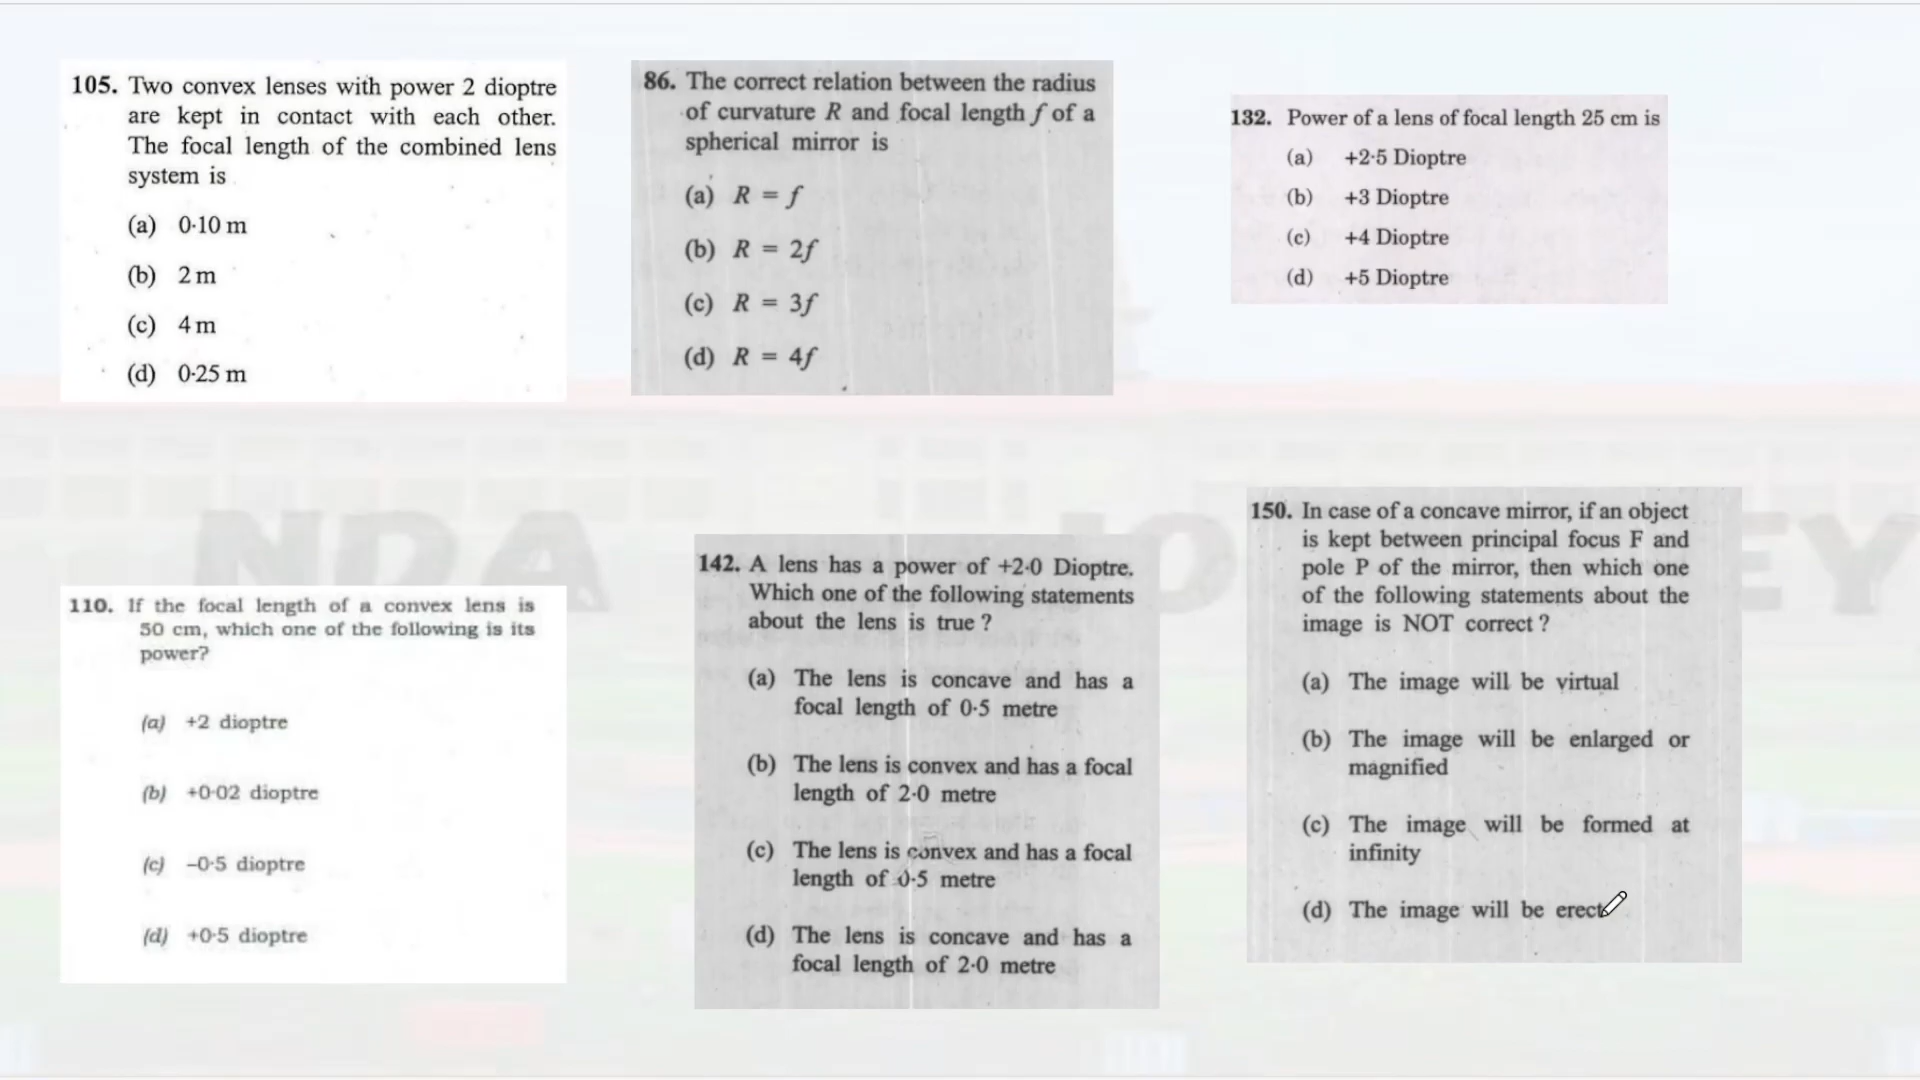 105. Two convex lenses with power 2 dioptre
are kept in contact with each other.
The focal length of the combined lens
system is
(a) 0·10 m
(b) 2 m
(c) 4 m
(d) 0·25 m
86. The correct relation between the radius
of curvature R and focal length f of a
spherical mirror is
(a) R = f
(b) R = 2f
(c) R = 3f
(d) R = 4f
132. Power of a lens of focal length 25 cm is
(a) +2·5 Dioptre
(b) +3 Dioptre
(c) +4 Dioptre
(d) +5 Dioptre
NDA
110. If the focal length of a convex lens is
50 cm, which one of the following is its
power?
(a) +2 dioptre
(b) +0·02 dioptre
(c) –0·5 dioptre
(d) +0·5 dioptre
142. A lens has a power of +2·0 Dioptre.
Which one of the following statements
about the lens is true ?
(a) The lens is concave and has a
focal length of 0·5 metre
(b) The lens is convex and has a focal
length of 2·0 metre
(c) The lens is convex and has a focal
length of 0·5 metre
(d) The lens is concave and has a
focal length of 2·0 metre
150. In case of a concave mirror, if an object
is kept between principal focus F and
pole P of the mirror, then which one
of the following statements about the
image is NOT correct ?
(a) The image will be virtual
(b) The image will be enlarged or
magnified
(c) The image will be formed at
infinity
(d) The image will be erect